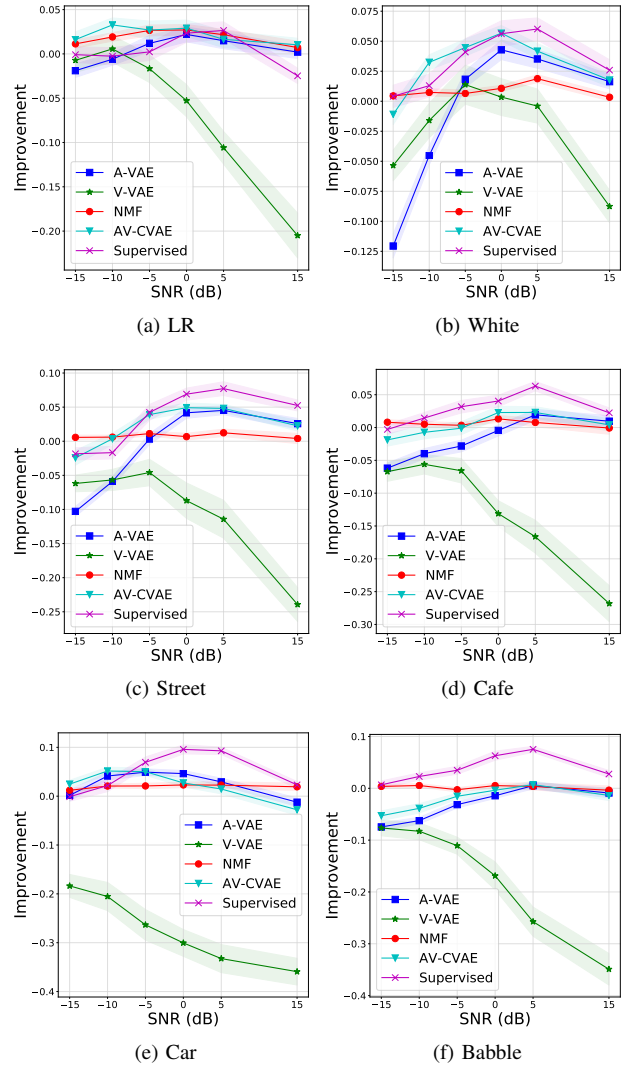 0.05
0.00
−0.05
−0.10
−0.15
−0.20
Improvement
A-VAE
V-VAE
NMF
AV-CVAE
Supervised
−15 −10 −5 0 5 15
SNR (dB)
(a) LR
0.075
0.050
0.025
0.000
−0.025
−0.050
−0.075
−0.100
−0.125
Improvement
A-VAE
V-VAE
NMF
AV-CVAE
Supervised
−15 −10 −5 0 5 15
SNR (dB)
(b) White
0.10
0.05
0.00
−0.05
−0.10
−0.15
−0.20
−0.25
Improvement
A-VAE
V-VAE
NMF
AV-CVAE
Supervised
−15 −10 −5 0 5 15
SNR (dB)
(c) Street
0.05
0.00
−0.05
−0.10
−0.15
−0.20
−0.25
−0.30
Improvement
A-VAE
V-VAE
NMF
AV-CVAE
Supervised
−15 −10 −5 0 5 15
SNR (dB)
(d) Cafe
0.1
0.0
−0.1
−0.2
−0.3
−0.4
Improvement
A-VAE
V-VAE
NMF
AV-CVAE
Supervised
−15 −10 −5 0 5 15
SNR (dB)
(e) Car
0.1
0.0
−0.1
−0.2
−0.3
−0.4
Improvement
A-VAE
V-VAE
NMF
AV-CVAE
Supervised
−15 −10 −5 0 5 15
SNR (dB)
(f) Babble